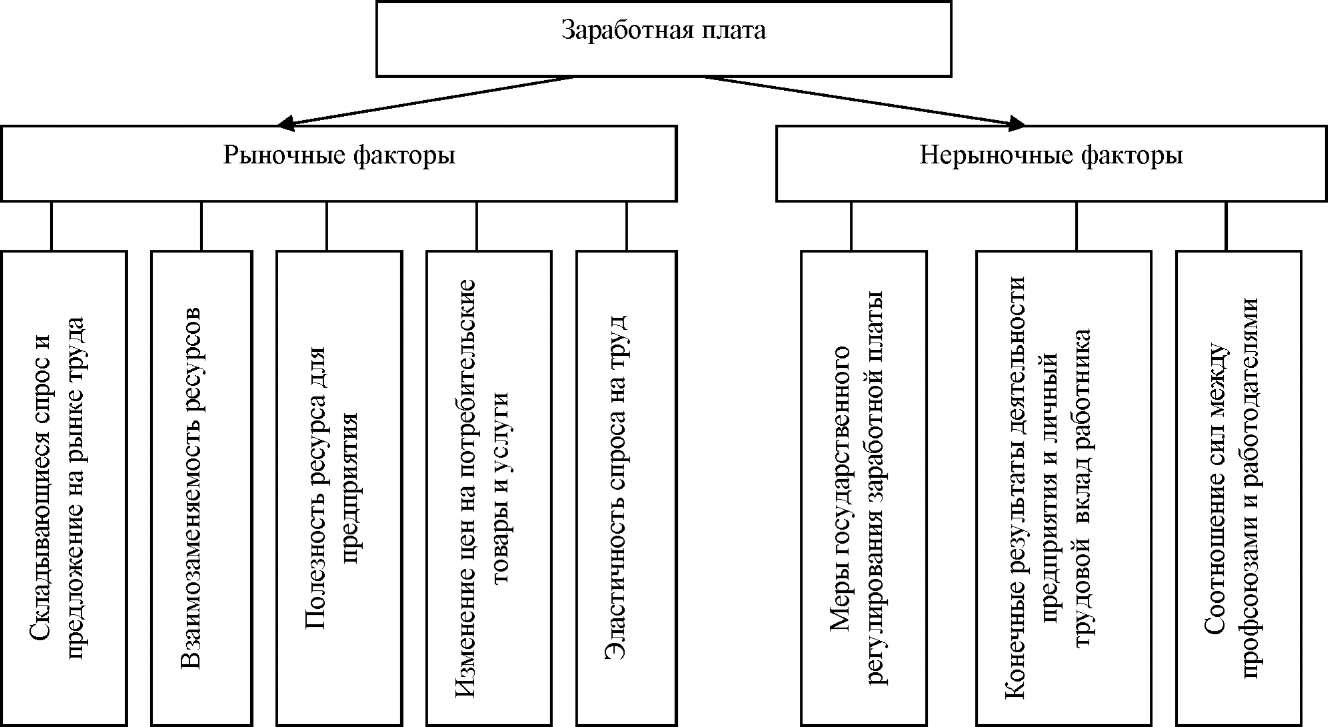 Заработная плата
Рыночные факторы
Нерыночные факторы
Складывающиеся спрос и
предложение на рынке труда
Взаимозаменяемость ресурсов
Полезность ресурса для
предприятия
Изменение цен на потребительские
товары и услуги
Эластичность спроса на труд
Меры государственного
регулирования заработной платы
Конечные результаты деятельности
предприятия и личный
трудовой вклад работника
Соотношение сил между
профсоюзами и работодателями